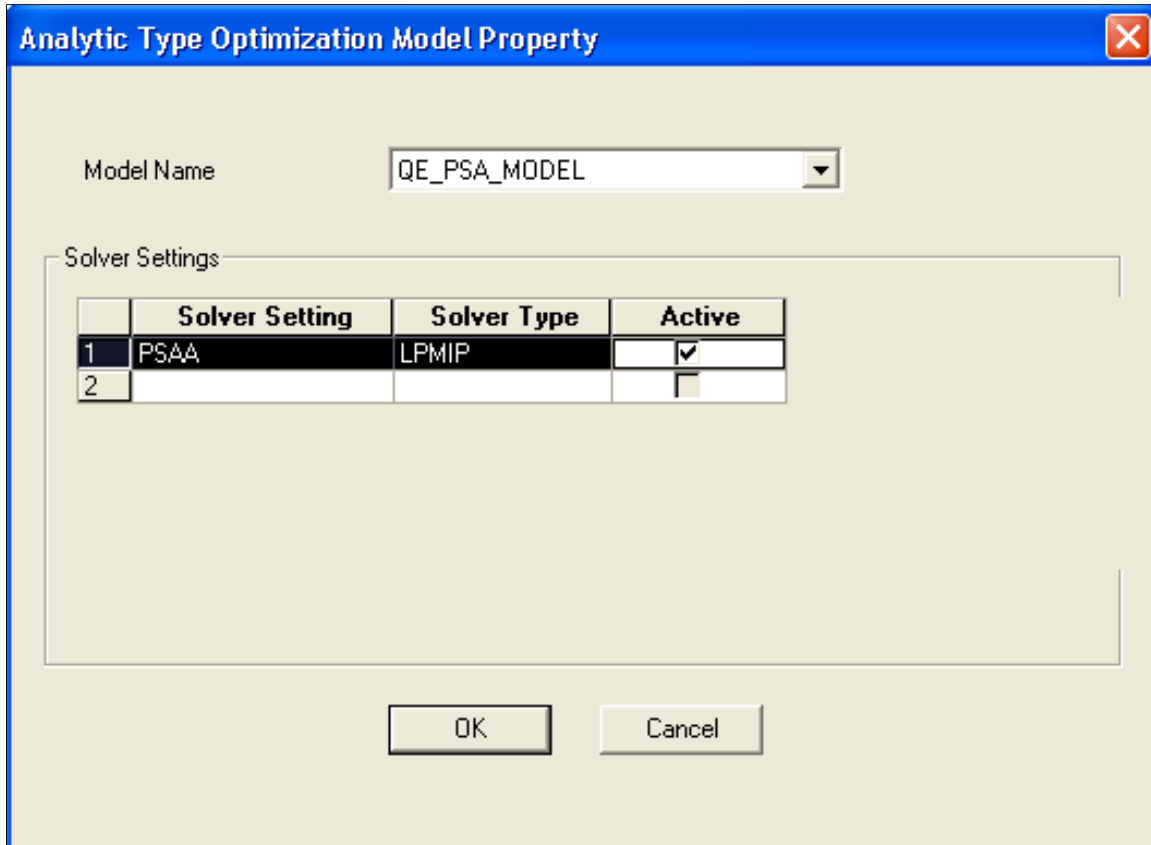 Analytic Type Optimization Model Property
Model Name QE_PSA_MODEL
Solver Settings
Solver Setting Solver Type Active
1 PSAA LPMIP
2
OK Cancel